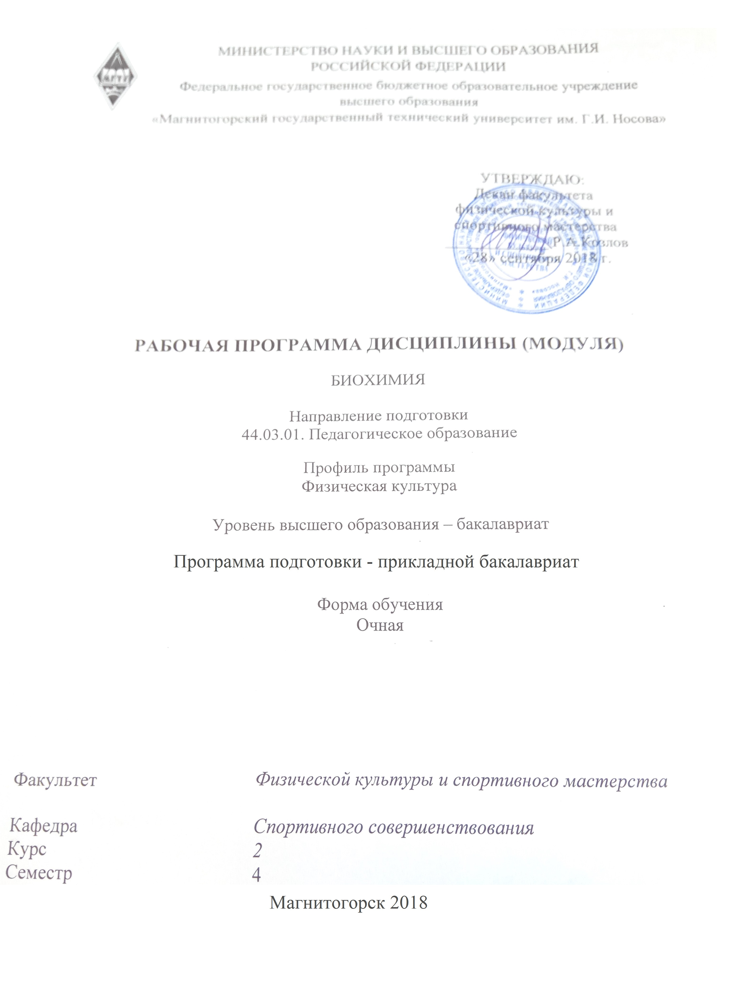 МИНИСТЕРСТВО НАУКИ И ВЫСШЕГО ОБРАЗОВАНИЯ
РОССИЙСКОЙ ФЕДЕРАЦИИ
Федеральное государственное бюджетное образовательное учреждение
высшего образования
«Магнитогорский государственный технический университет им. Г.И. Носова»
МГТУ
УТВЕРЖДАЮ:
Декан факультета
физической культуры и
спортивного мастерства
Р.А.Козлов
«28» сентября 2018 г.
РАБОЧАЯ ПРОГРАММА ДИСЦИПЛИНЫ (МОДУЛЯ)
БИОХИМИЯ
Направление подготовки
44.03.01. Педагогическое образование
Профиль программы
Физическая культура
Уровень высшего образования – бакалавриат
Программа подготовки - прикладной бакалавриат
Форма обучения
Очная
Факультет Физической культуры и спортивного мастерства
Кафедра Спортивного совершенствования
Курс 2
Семестр 4
Магнитогорск 2018